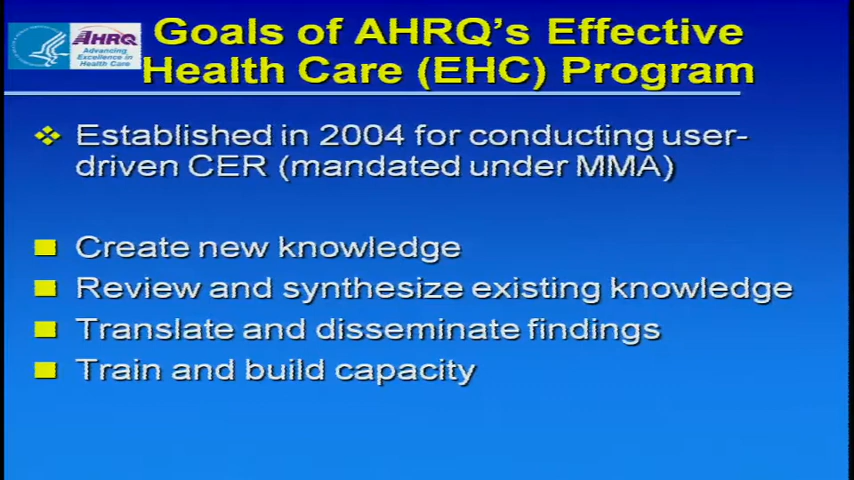 Goals of AHRQ's Effective
Health Care (EHC) Program
AHRQ
Advancing
Excellence in
Health Care
Established in 2004 for conducting user-
driven CER (mandated under MMA)
Create new knowledge
Review and synthesize existing knowledge
Translate and disseminate findings
Train and build capacity